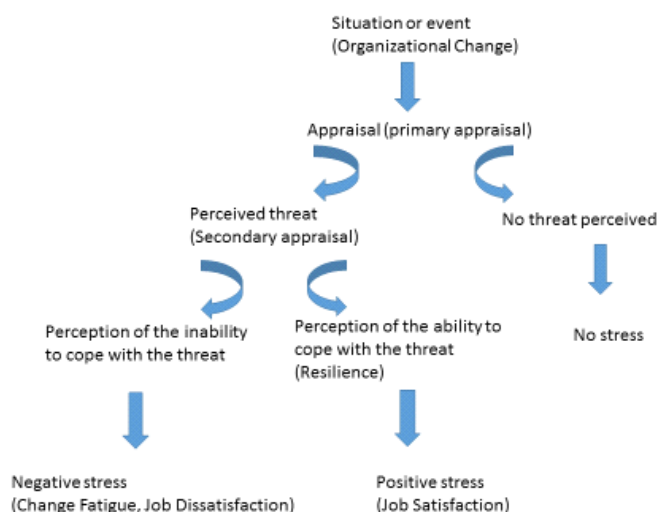 Situation or event
(Organizational Change)
Appraisal (primary appraisal)
Perceived threat
(Secondary appraisal)
No threat perceived
Perception of the inability
to cope with the threat
Perception of the ability to
cope with the threat
(Resilience)
No stress
Negative stress
(Change Fatigue, Job Dissatisfaction)
Positive stress
(Job Satisfaction)